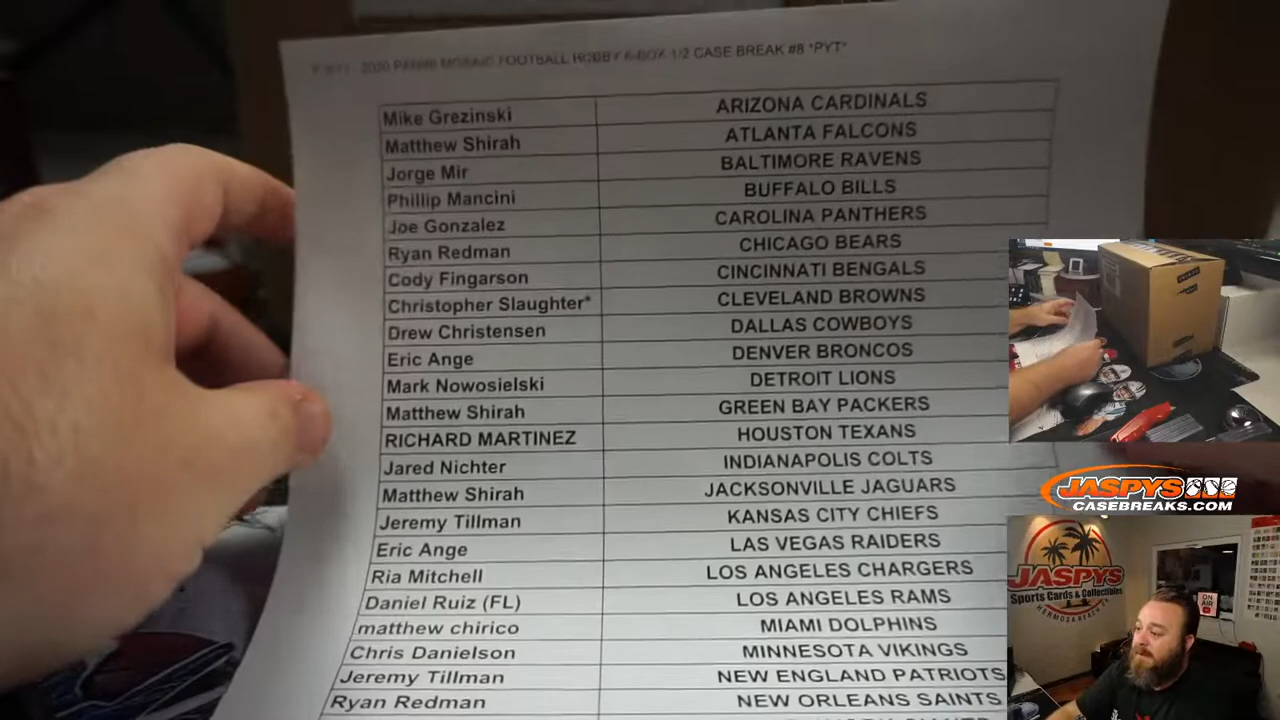 2020 PANINI MOSAIC FOOTBALL HOBBY 6-BOX 1/2 CASE BREAK #8 *PYT*
Mike Grezinski ARIZONA CARDINALS
Matthew Shirah ATLANTA FALCONS
Jorge Mir BALTIMORE RAVENS
Phillip Mancini BUFFALO BILLS
Joe Gonzalez CAROLINA PANTHERS
Ryan Redman CHICAGO BEARS
Cody Fingarson CINCINNATI BENGALS
Christopher Slaughter* CLEVELAND BROWNS
Drew Christensen DALLAS COWBOYS
Eric Ange DENVER BRONCOS
Mark Nowosielski DETROIT LIONS
Matthew Shirah GREEN BAY PACKERS
RICHARD MARTINEZ HOUSTON TEXANS
Jared Nichter INDIANAPOLIS COLTS
Matthew Shirah JACKSONVILLE JAGUARS
Jeremy Tillman KANSAS CITY CHIEFS
Eric Ange LAS VEGAS RAIDERS
Ria Mitchell LOS ANGELES CHARGERS
Daniel Ruiz (FL) LOS ANGELES RAMS
matthew chirico MIAMI DOLPHINS
Chris Danielson MINNESOTA VIKINGS
Jeremy Tillman NEW ENGLAND PATRIOTS
Ryan Redman NEW ORLEANS SAINTS
JASPYS
CASEBREAKS.COM
JASPYS
Sports Cards & Collectibles
HERMOSA BEACH CA
ON AIR